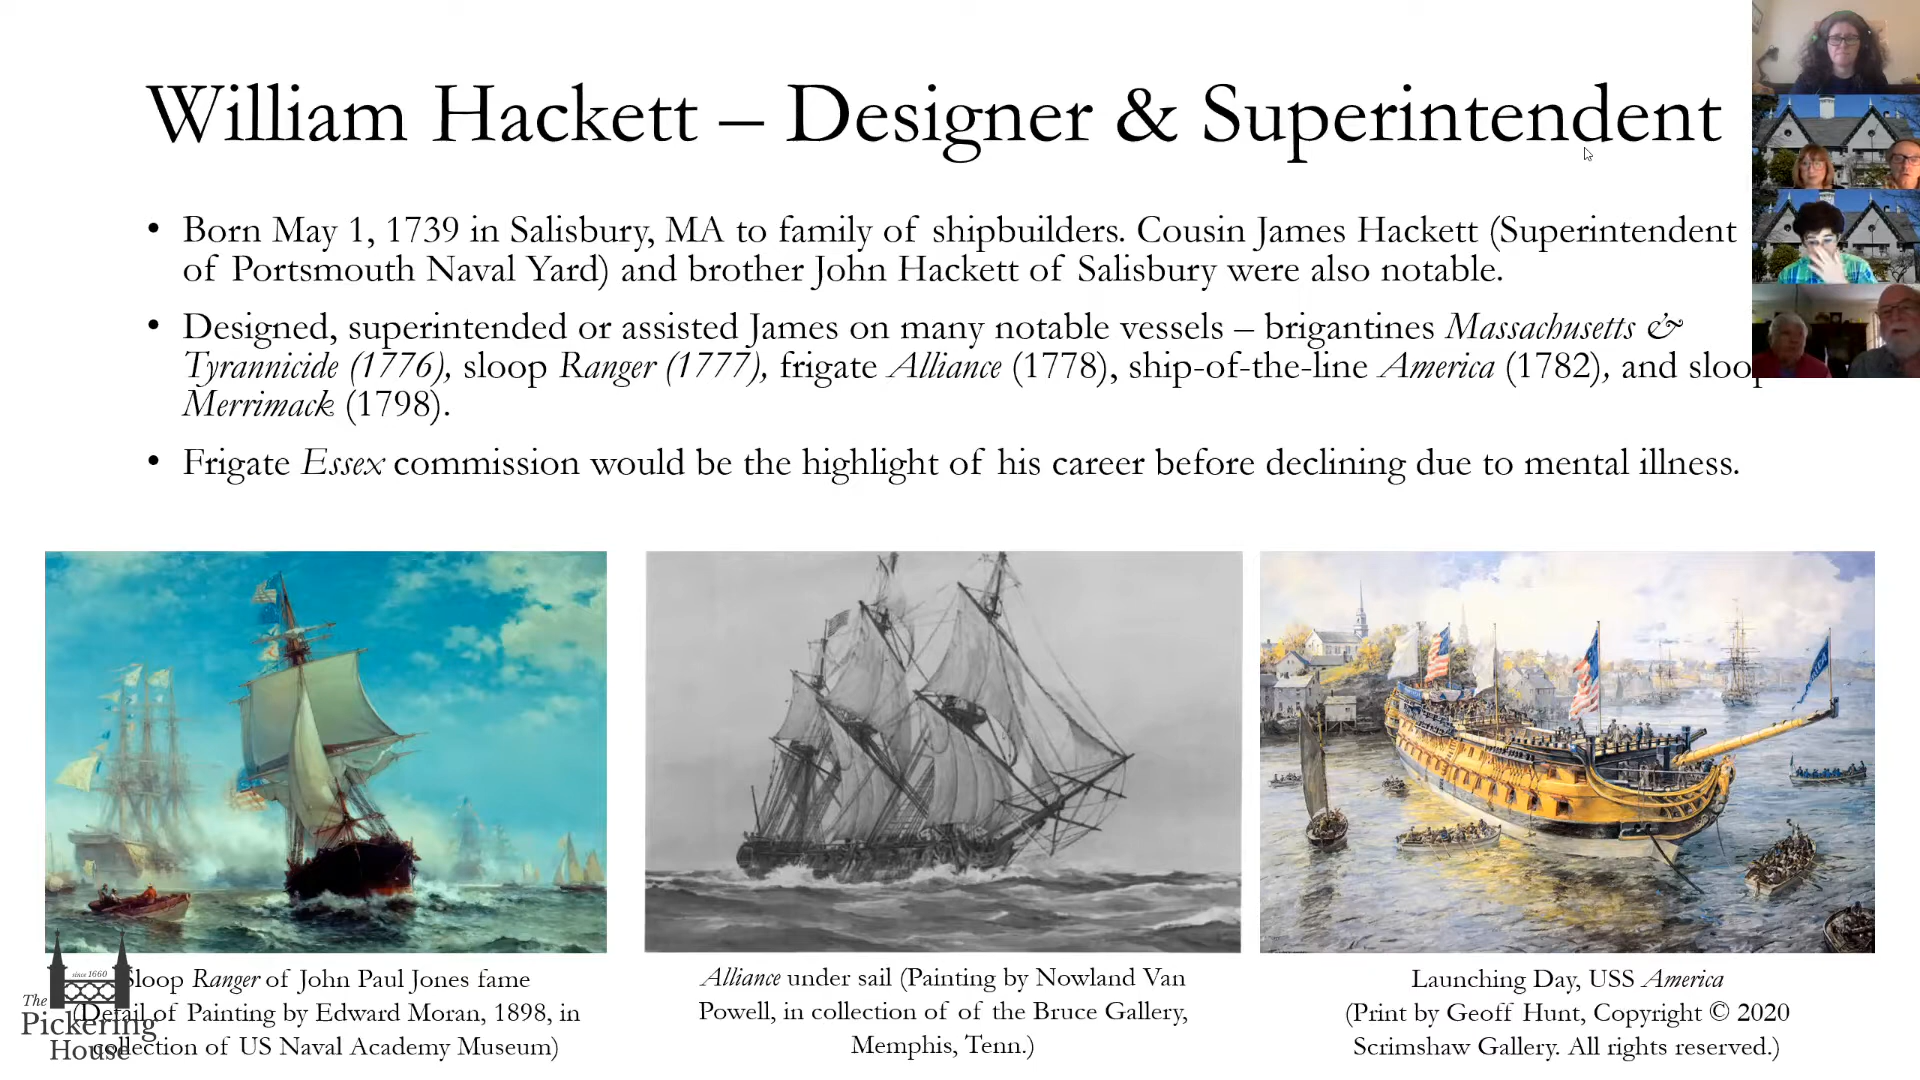 William Hackett – Designer & Superintendent
• Born May 1, 1739 in Salisbury, MA to family of shipbuilders. Cousin James Hackett (Superintendent
of Portsmouth Naval Yard) and brother John Hackett of Salisbury were also notable.
• Designed, superintended or assisted James on many notable vessels – brigantines Massachusetts &
Tyrannicide (1776), sloop Ranger (1777), frigate Alliance (1778), ship-of-the-line America (1782), and sloop
Merrimack (1798).
• Frigate Essex commission would be the highlight of his career before declining due to mental illness.
Sloop Ranger of John Paul Jones fame
(Detail of Painting by Edward Moran, 1898, in
collection of US Naval Academy Museum)
Alliance under sail (Painting by Nowland Van
Powell, in collection of of the Bruce Gallery,
Memphis, Tenn.)
Launching Day, USS America
(Print by Geoff Hunt, Copyright © 2020
Scrimshaw Gallery. All rights reserved.)
since 1660
The
Pickering
House